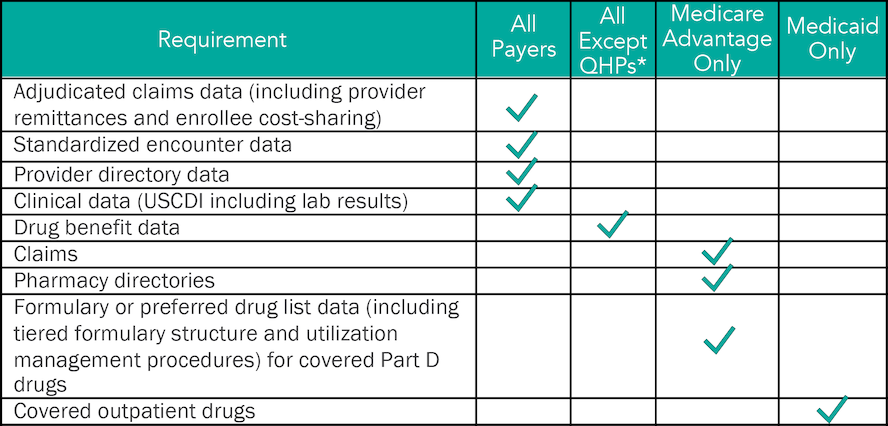 Requirement
All
Payers
All
Except
QHPs*
Medicare
Advantage
Only
Medicaid
Only
Adjudicated claims data (including provider
remittances and enrollee cost-sharing)
Standardized encounter data
Provider directory data
Clinical data (USCDI including lab results)
Drug benefit data
Claims
Pharmacy directories
Formulary or preferred drug list data (including
tiered formulary structure and utilization
management procedures) for covered Part D
drugs
Covered outpatient drugs